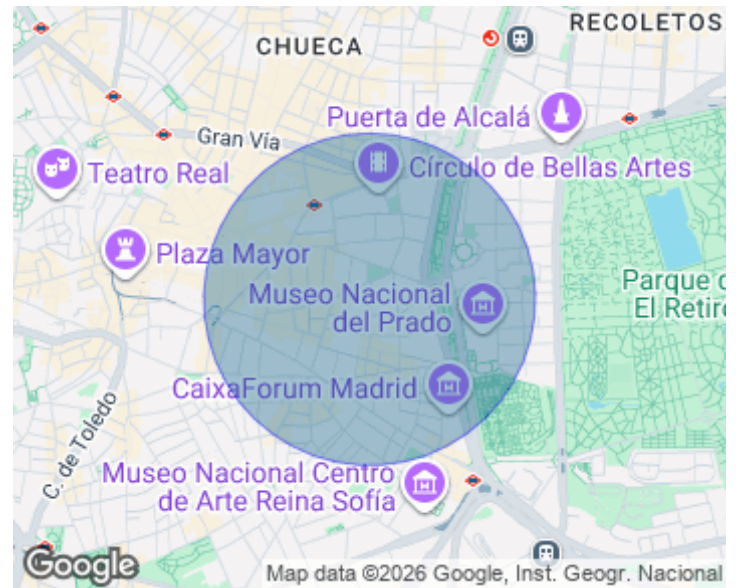 RECOLETOS
CHUECA
Puerta de Alcalá
Gran Vía
Teatro Real
Círculo de Bellas Artes
Plaza Mayor
Parque d
El Retir
Museo Nacional
del Prado
CaixaForum Madrid
C. de Toledo
Museo Nacional Centro
de Arte Reina Sofía
Google
Map data ©2026 Google, Inst. Geogr. Nacional